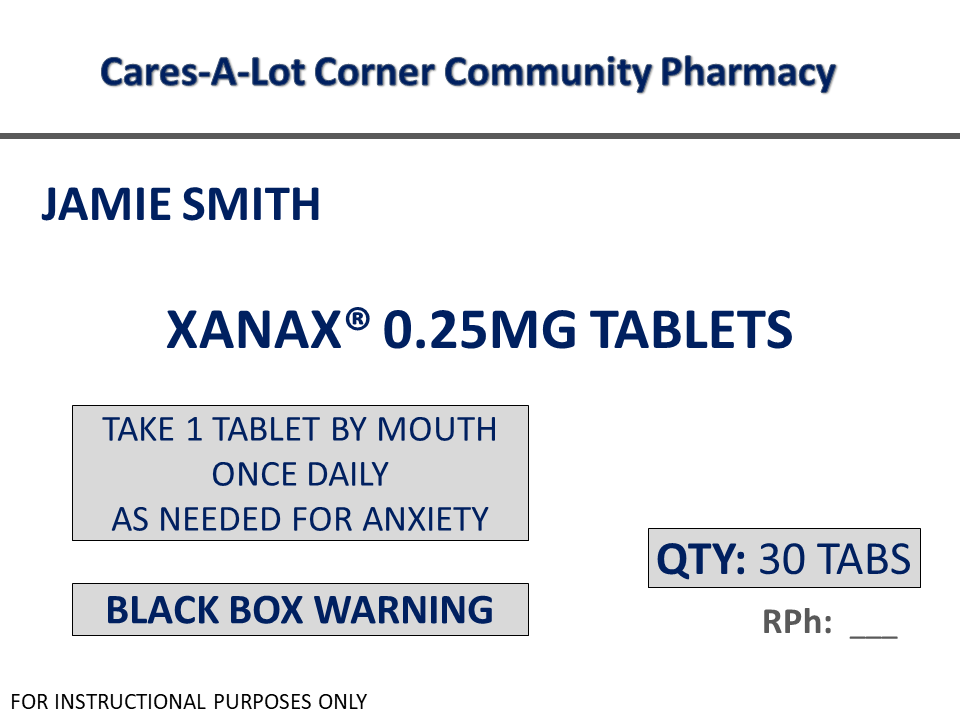 Cares-A-Lot Corner Community Pharmacy
JAMIE SMITH
XANAX® 0.25MG TABLETS
TAKE 1 TABLET BY MOUTH
ONCE DAILY
AS NEEDED FOR ANXIETY
QTY: 30 TABS
BLACK BOX WARNING
RPh: ___
FOR INSTRUCTIONAL PURPOSES ONLY